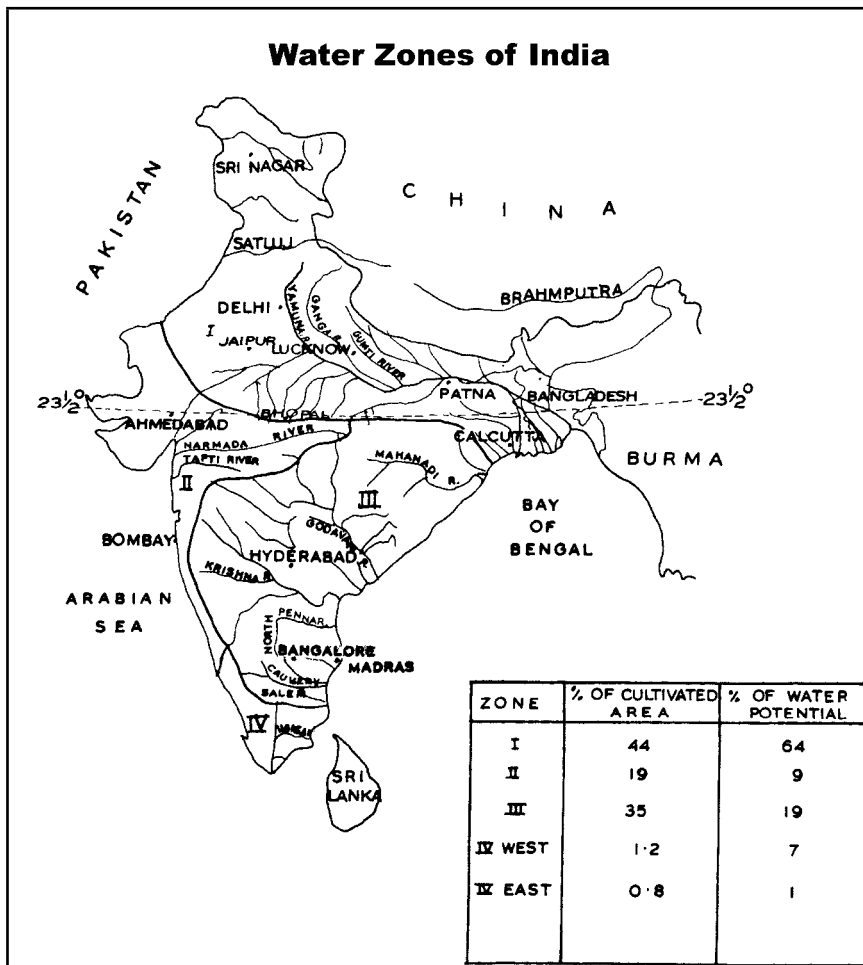 Water Zones of India
PAKISTAN
CHINA
SRI NAGAR
SATLUJ
BRAHMPUTRA
DELHI
YAMUNA R.
GANGA R.
GUMTI RIVER
I
JAIPUR
LUCKNOW
23½°
PATNA
BANGLADESH
23½°
AHMEDABAD
BHOPAL
CALCUTTA
NARMADA RIVER
TAPTI RIVER
MAHANADI R.
BURMA
II
III
BAY
OF
BENGAL
BOMBAY
GODAVARI R.
HYDERABAD
KRISHNA R.
ARABIAN
SEA
NORTH
PENNAR
BANGALORE
MADRAS
CAUVERY
SALEM
IV
SRI
LANKA
ZONE % OF CULTIVATED AREA % OF WATER POTENTIAL
I 44 64
II 19 9
III 35 19
IV WEST 1·2 7
IV EAST 0·8 1